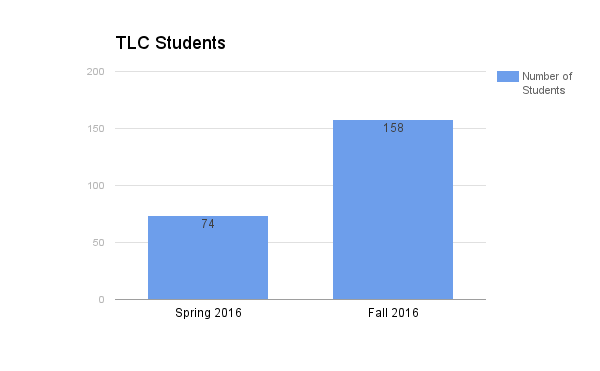 TLC Students
200
150
100
50
0
74
158
Spring 2016
Fall 2016
Number of
Students